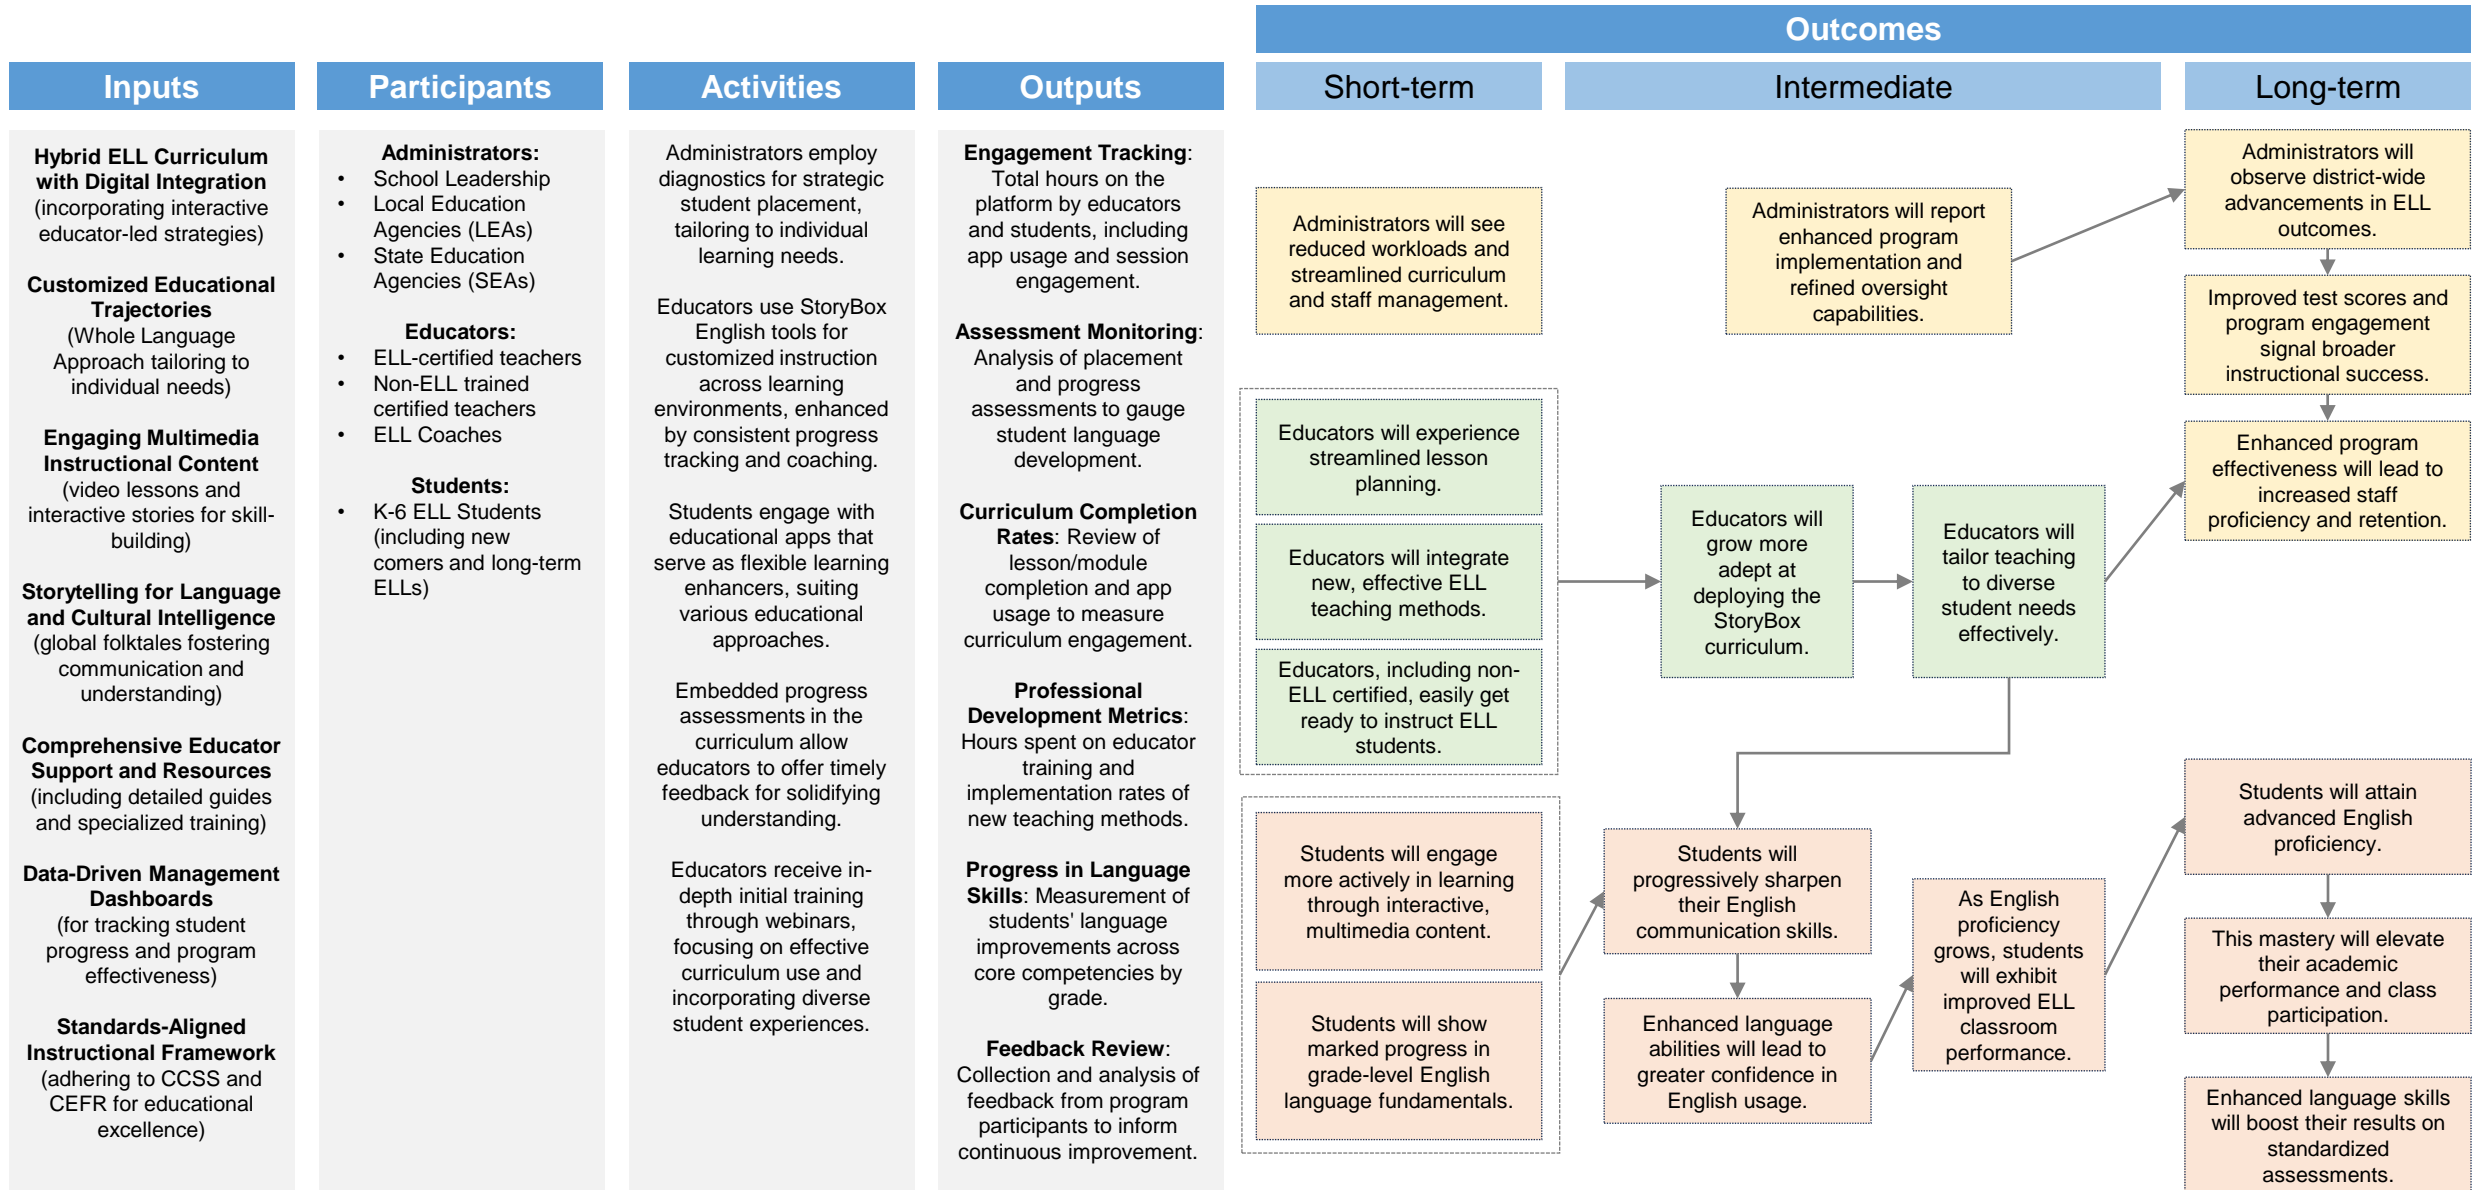 Outcomes
Inputs
Participants
Activities
Outputs
Short-term
Intermediate
Long-term
Hybrid ELL Curriculum
with Digital Integration
(incorporating interactive
educator-led strategies)
Customized Educational
Trajectories
(Whole Language
Approach tailoring to
individual needs)
Engaging Multimedia
Instructional Content
(video lessons and
interactive stories for skill-
building)
Storytelling for Language
and Cultural Intelligence
(global folktales fostering
communication and
understanding)
Comprehensive Educator
Support and Resources
(including detailed guides
and specialized training)
Data-Driven Management
Dashboards
(for tracking student
progress and program
effectiveness)
Standards-Aligned
Instructional Framework
(adhering to CCSS and
CEFR for educational
excellence)
Administrators:
• School Leadership
• Local Education
Agencies (LEAs)
• State Education
Agencies (SEAs)
Educators:
• ELL-certified teachers
• Non-ELL trained
certified teachers
• ELL Coaches
Students:
• K-6 ELL Students
(including new
comers and long-term
ELLs)
Administrators employ
diagnostics for strategic
student placement,
tailoring to individual
learning needs.
Educators use StoryBox
English tools for
customized instruction
across learning
environments, enhanced
by consistent progress
tracking and coaching.
Students engage with
educational apps that
serve as flexible learning
enhancers, suiting
various educational
approaches.
Embedded progress
assessments in the
curriculum allow
educators to offer timely
feedback for solidifying
understanding.
Educators receive in-
depth initial training
through webinars,
focusing on effective
curriculum use and
incorporating diverse
student experiences.
Engagement Tracking:
Total hours on the
platform by educators
and students, including
app usage and session
engagement.
Assessment Monitoring:
Analysis of placement
and progress
assessments to gauge
student language
development.
Curriculum Completion
Rates: Review of
lesson/module
completion and app
usage to measure
curriculum engagement.
Professional
Development Metrics:
Hours spent on educator
training and
implementation rates of
new teaching methods.
Progress in Language
Skills: Measurement of
students' language
improvements across
core competencies by
grade.
Feedback Review:
Collection and analysis of
feedback from program
participants to inform
continuous improvement.
Administrators will see
reduced workloads and
streamlined curriculum
and staff management.
Educators will experience
streamlined lesson
planning.
Educators will integrate
new, effective ELL
teaching methods.
Educators, including non-
ELL certified, easily get
ready to instruct ELL
students.
Students will engage
more actively in learning
through interactive,
multimedia content.
Students will show
marked progress in
grade-level English
language fundamentals.
Administrators will report
enhanced program
implementation and
refined oversight
capabilities.
Educators will
grow more
adept at
deploying the
StoryBox
curriculum.
Educators will
tailor teaching
to diverse
student needs
effectively.
Students will
progressively sharpen
their English
communication skills.
Enhanced language
abilities will lead to
greater confidence in
English usage.
As English
proficiency
grows, students
will exhibit
improved ELL
classroom
performance.
Administrators will
observe district-wide
advancements in ELL
outcomes.
Improved test scores and
program engagement
signal broader
instructional success.
Enhanced program
effectiveness will lead to
increased staff
proficiency and retention.
Students will attain
advanced English
proficiency.
This mastery will elevate
their academic
performance and class
participation.
Enhanced language skills
will boost their results on
standardized
assessments.